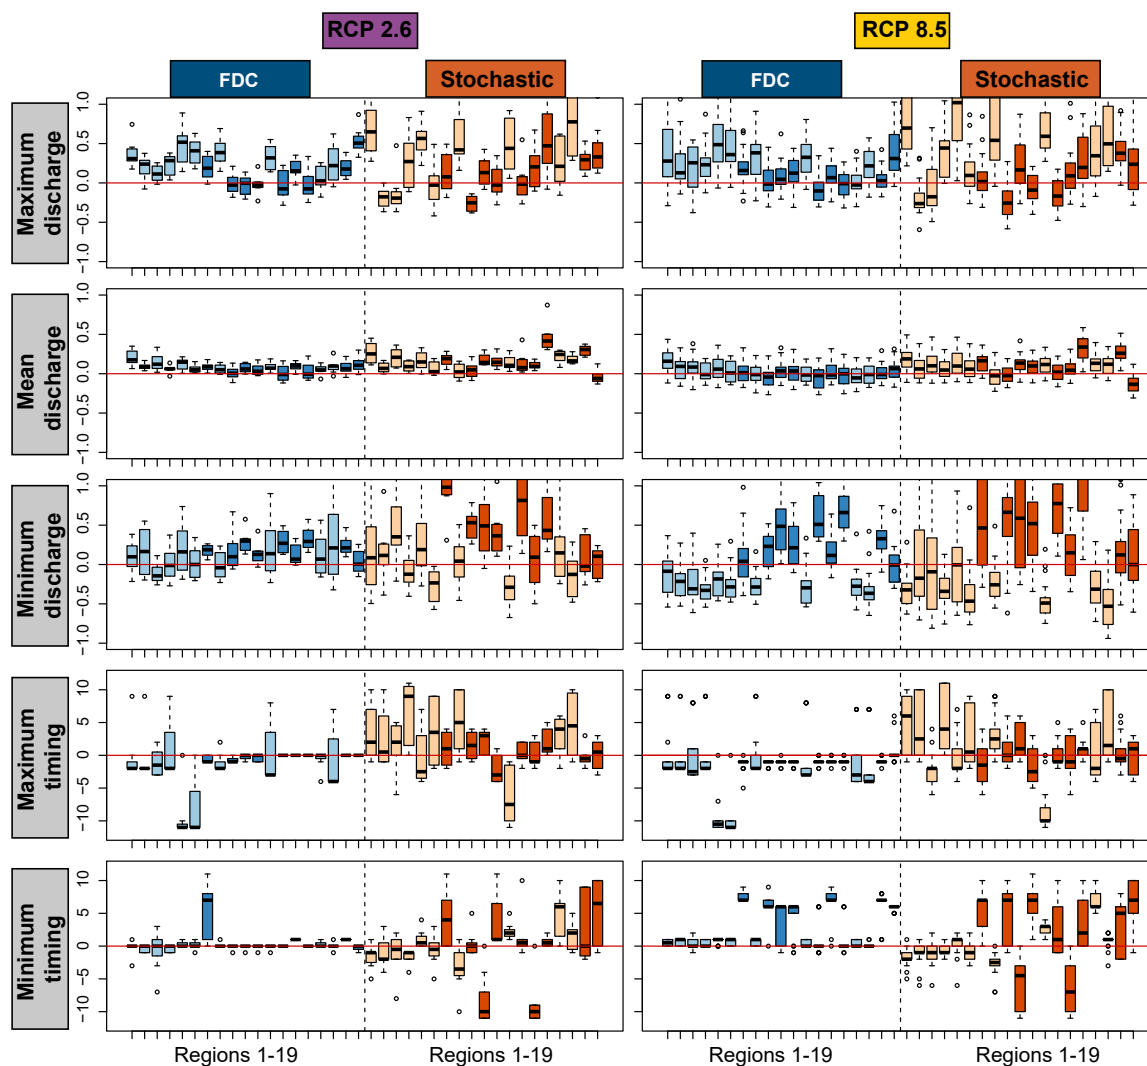 RCP 2.6
RCP 8.5
FDC
Stochastic
FDC
Stochastic
Maximum
discharge
1.0
0.5
0.0
−0.5
−1.0
Mean
discharge
1.0
0.5
0.0
−0.5
−1.0
Minimum
discharge
1.0
0.5
0.0
−0.5
−1.0
Maximum
timing
10
5
0
−5
−10
Minimum
timing
10
5
0
−5
−10
Regions 1-19
Regions 1-19
Regions 1-19
Regions 1-19